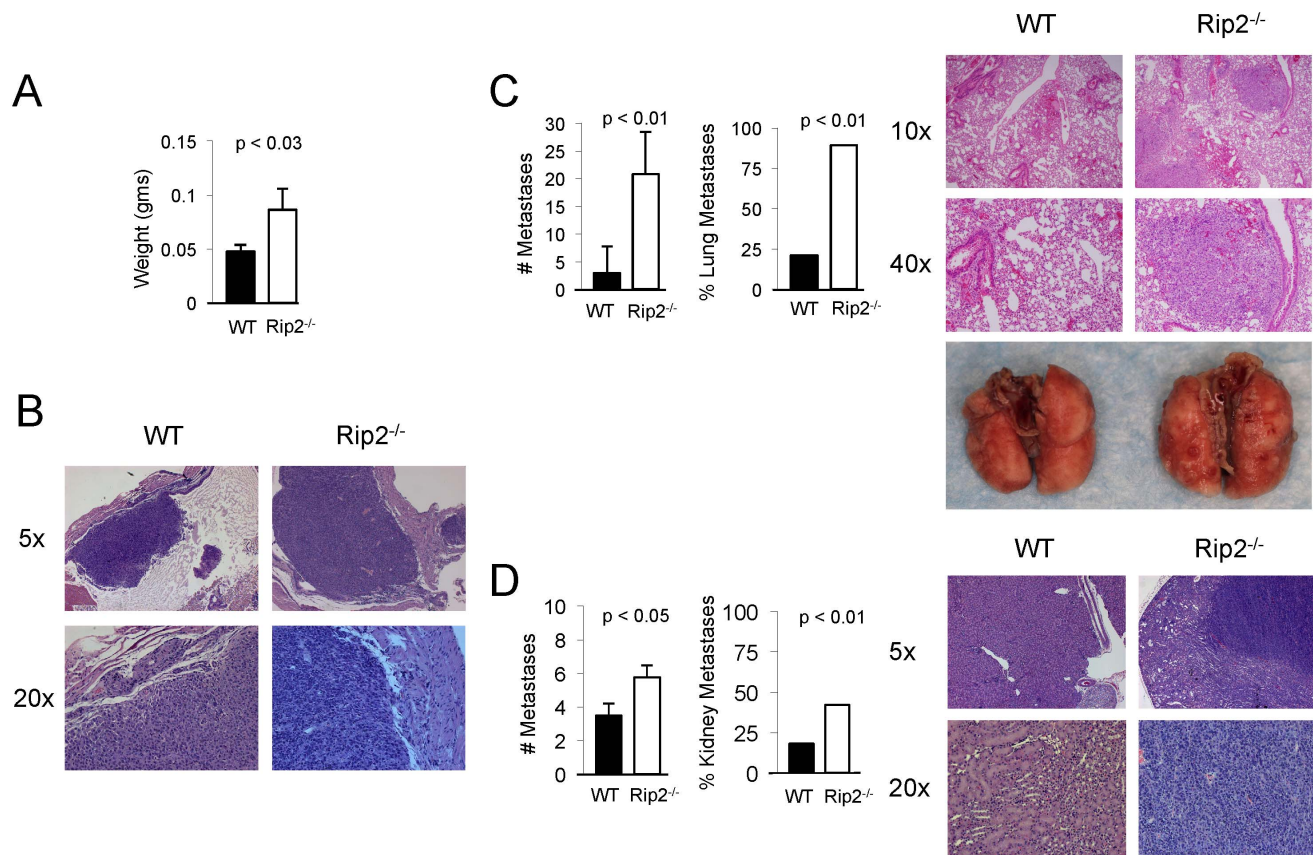 A
p < 0.03
Weight (gms)
0.15
0.1
0.05
0
WT Rip2-/-
B
WT Rip2-/-
5x
20x
C
# Metastases
p < 0.01
30
25
20
15
10
5
0
WT Rip2-/-
% Lung Metastases
p < 0.01
100
75
50
25
0
WT Rip2-/-
WT Rip2-/-
10x
40x
D
# Metastases
p < 0.05
10
8
6
4
2
0
WT Rip2-/-
% Kidney Metastases
p < 0.01
100
75
50
25
0
WT Rip2-/-
WT Rip2-/-
5x
20x